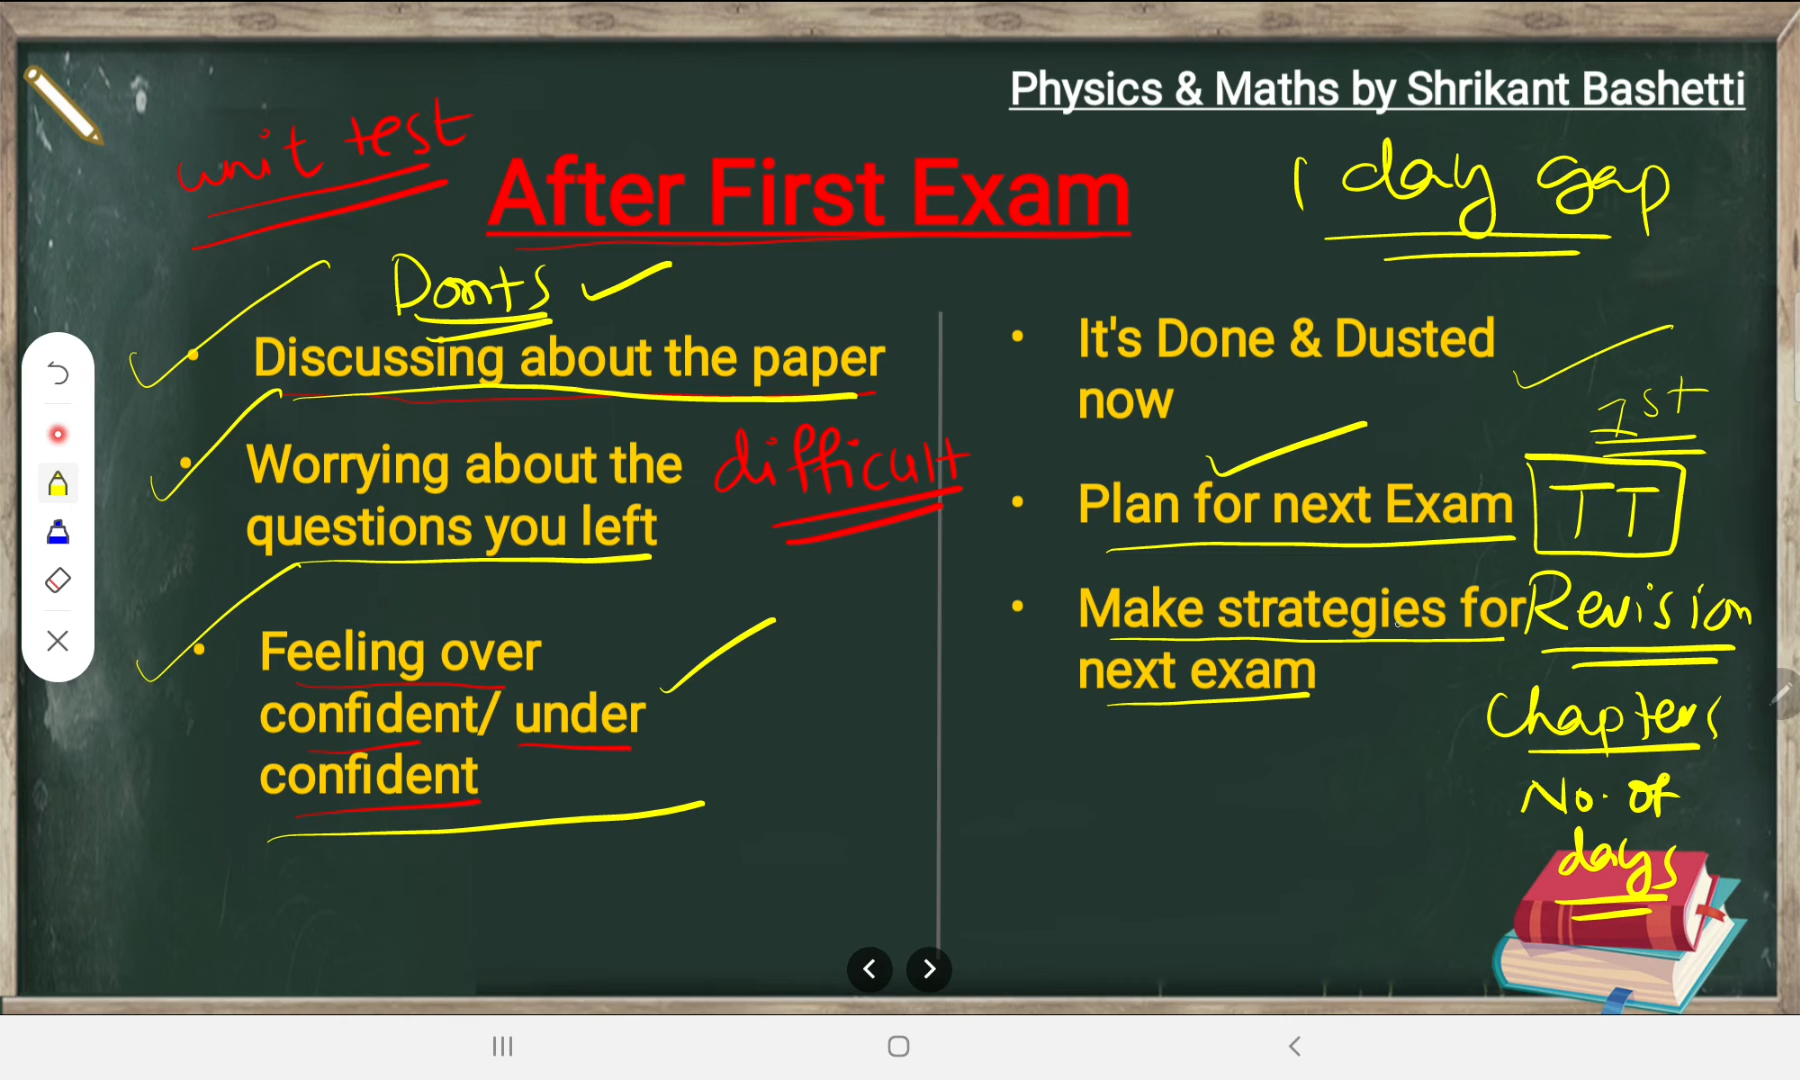 Physics & Maths by Shrikant Bashetti
unit test
After First Exam
1 day gap
Donts
Discussing about the paper
Worrying about the
questions you left
difficult
Feeling over
confident/ under
confident
It's Done & Dusted
now
1st
Plan for next Exam
TT
Make strategies for
next exam
Revision
Chapters
No. of
days